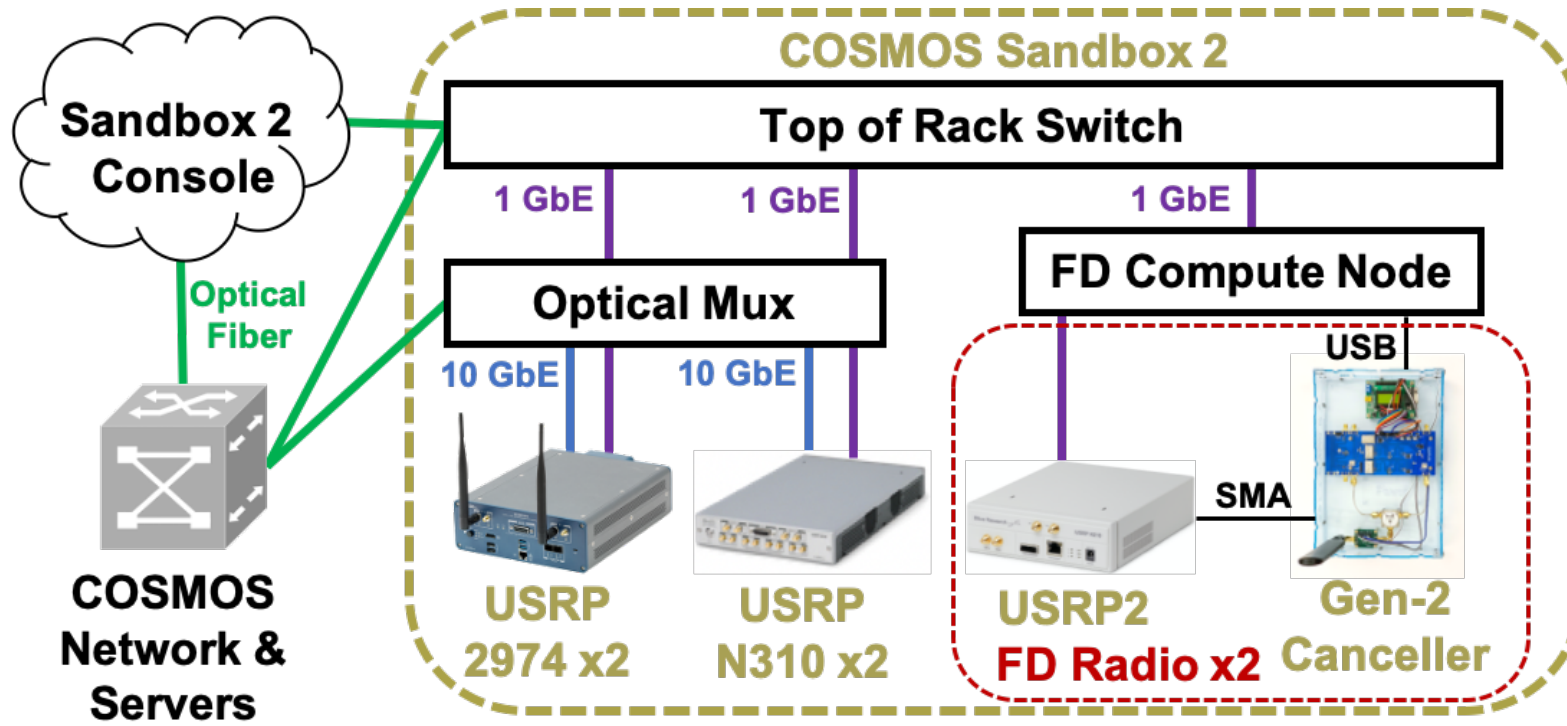 COSMOS Sandbox 2
Sandbox 2
Console
Top of Rack Switch
1 GbE
1 GbE
1 GbE
Optical
Fiber
Optical Mux
FD Compute Node
10 GbE
10 GbE
USB
SMA
COSMOS
Network &
Servers
USRP
2974 x2
USRP
N310 x2
USRP2
Gen-2
Canceller
FD Radio x2